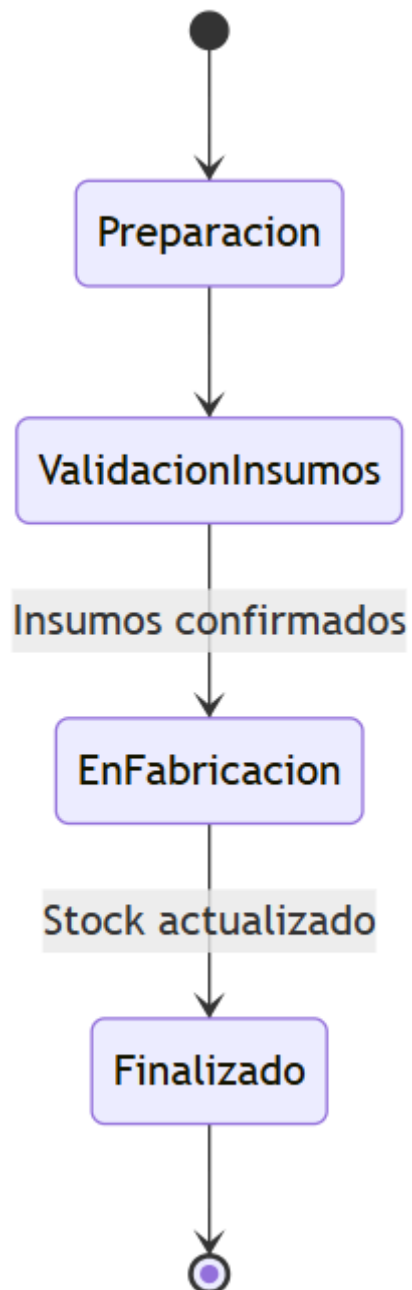 Preparacion
ValidacionInsumos
Insumos confirmados
EnFabricacion
Stock actualizado
Finalizado